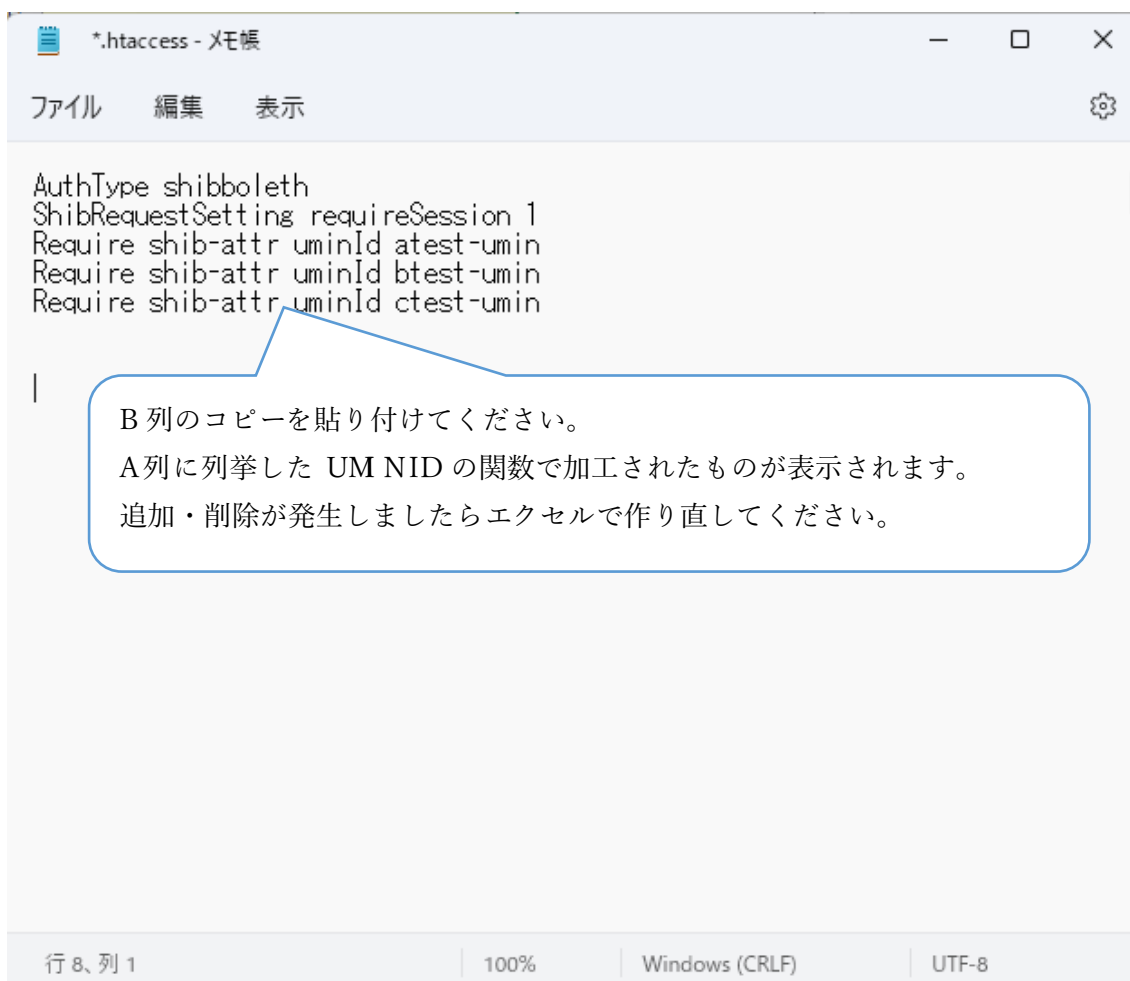 *.htaccess - メモ帳
ファイル 編集 表示
AuthType shibboleth
ShibRequestSetting requireSession 1
Require shib-attr uminId atest-umin
Require shib-attr uminId btest-umin
Require shib-attr uminId ctest-umin
B 列のコピーを貼り付けてください。
A列に列挙した UM NID の関数で加工されたものが表示されます。
追加・削除が発生しましたらエクセルで作り直してください。
行 8、列 1 100% Windows (CRLF) UTF-8